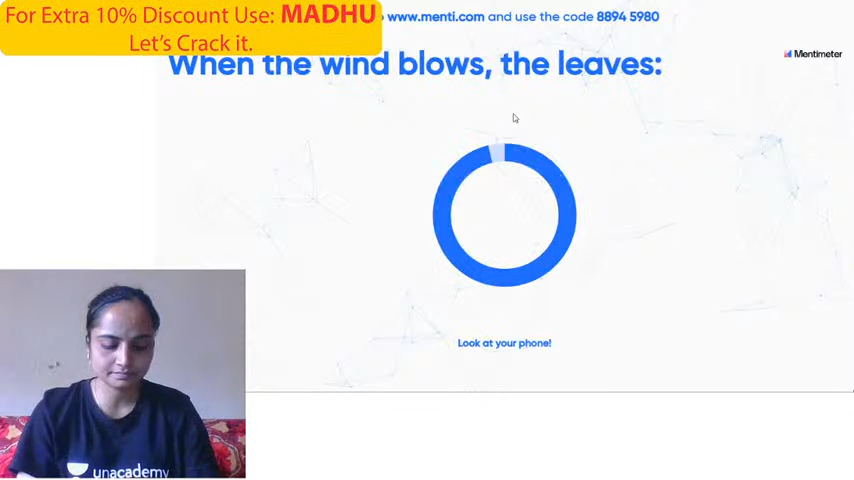 For Extra 10% Discount Use: MADHU
Let's Crack it.
www.menti.com and use the code 8894 5980
Mentimeter
When the wind blows, the leaves:
Look at your phone!
unacademy